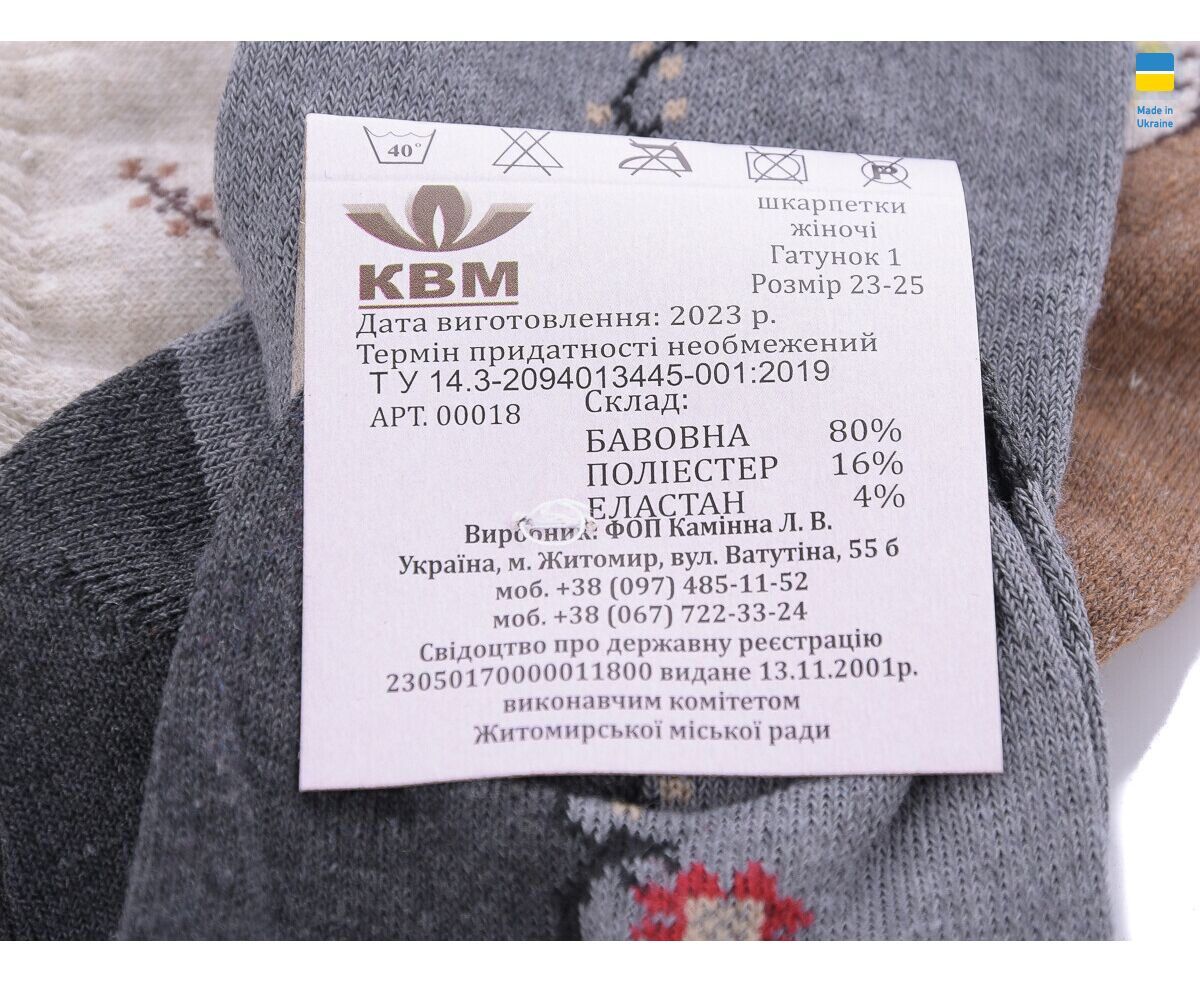 Made in
Ukraine
40°
P
КВМ
шкарпетки
жіночі
Гатунок 1
Розмір 23-25
Дата виготовлення: 2023 р.
Термін придатності необмежений
Т У 14.3-2094013445-001:2019
АРТ. 00018
Склад:
БАВОВНА 80%
ПОЛІЕСТЕР 16%
ЕЛАСТАН 4%
Виробник: ФОП Камінна Л. В.
Україна, м. Житомир, вул. Ватутіна, 55 б
моб. +38 (097) 485-11-52
моб. +38 (067) 722-33-24
Свідоцтво про державну реєстрацію
23050170000011800 видане 13.11.2001р.
виконавчим комітетом
Житомирської міської ради